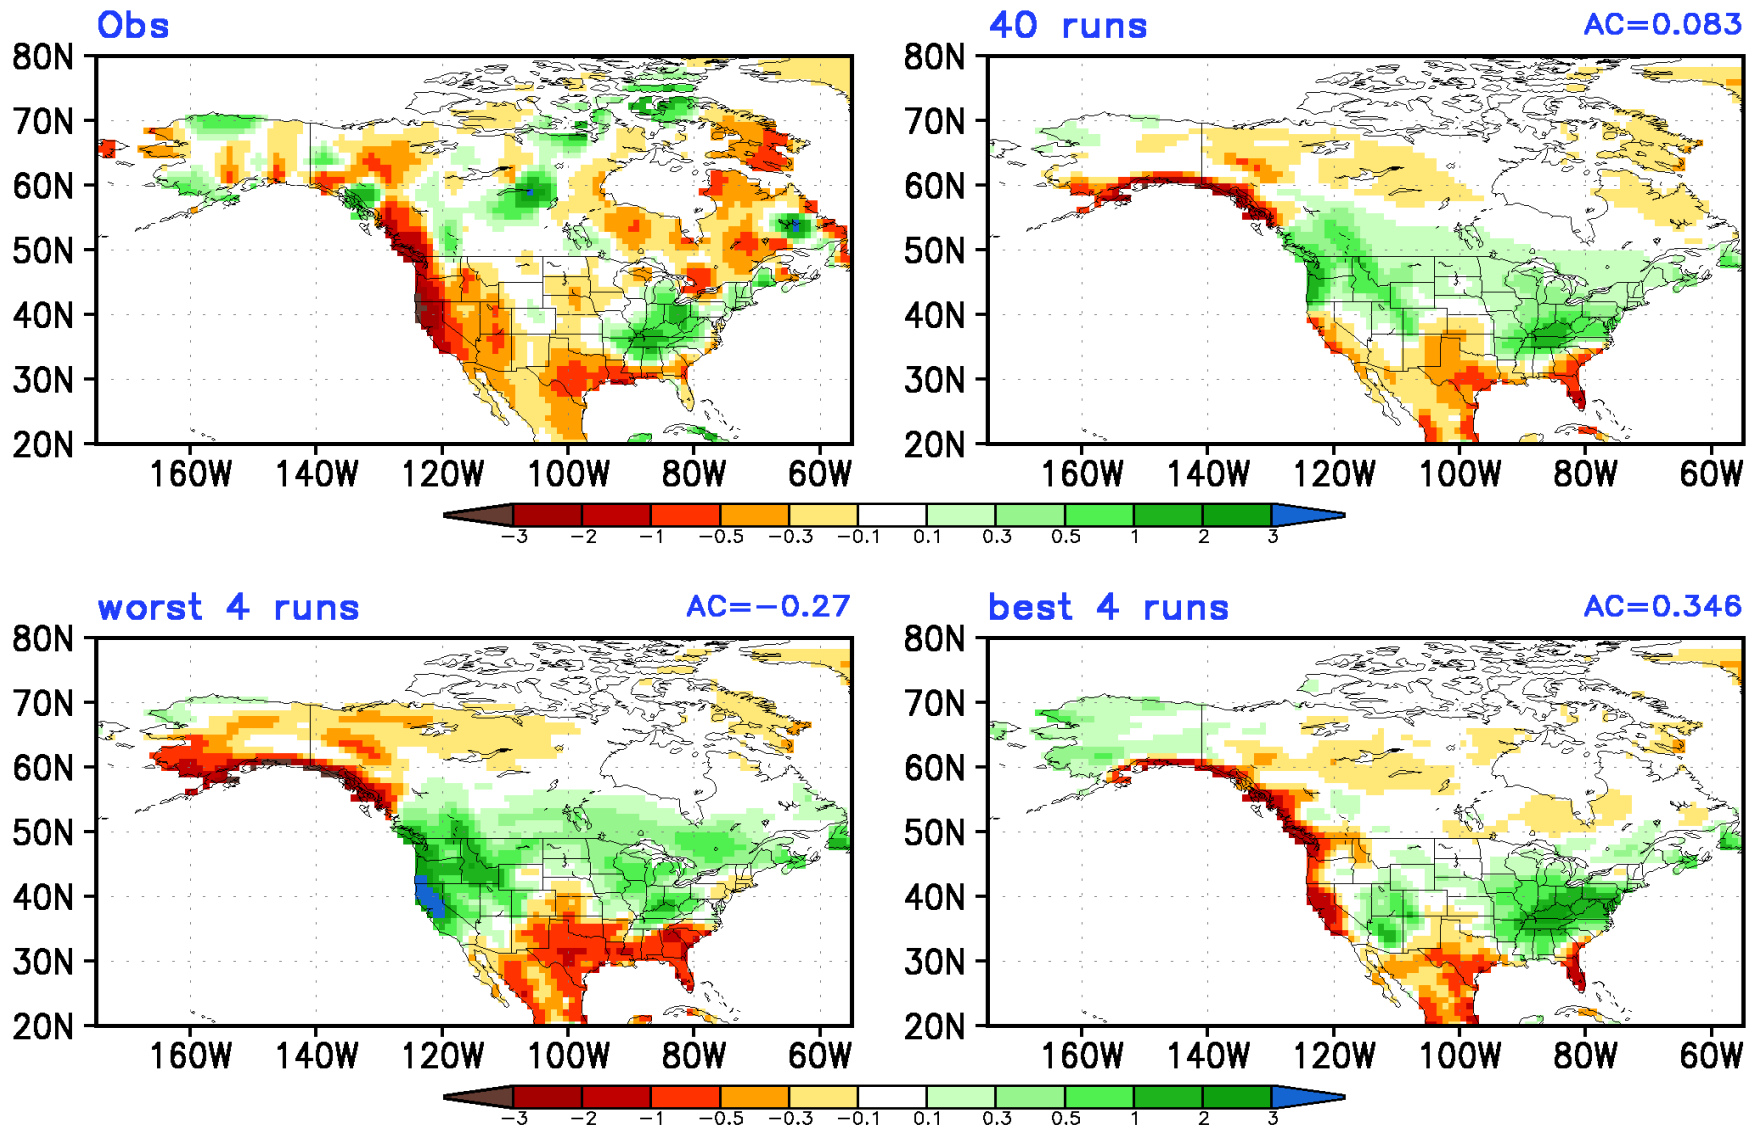 Obs
40 runs AC=0.083
80N 80N
70N 70N
60N 60N
50N 50N
40N 40N
30N 30N
20N 20N
160W 140W 120W 100W 80W 60W 160W 140W 120W 100W 80W 60W
-3 -2 -1 -0.5 -0.3 -0.1 0.1 0.3 0.5 1 2 3
worst 4 runs AC=-0.27
best 4 runs AC=0.346
80N 80N
70N 70N
60N 60N
50N 50N
40N 40N
30N 30N
20N 20N
160W 140W 120W 100W 80W 60W 160W 140W 120W 100W 80W 60W
-3 -2 -1 -0.5 -0.3 -0.1 0.1 0.3 0.5 1 2 3